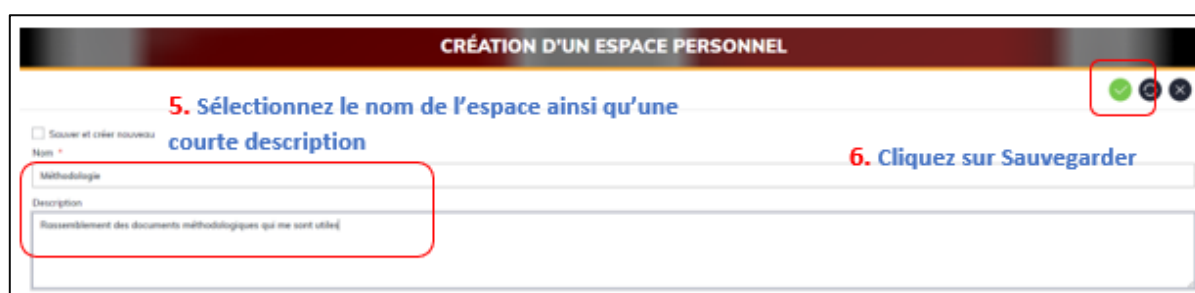 CRÉATION D'UN ESPACE PERSONNEL
5. Sélectionnez le nom de l'espace ainsi qu'une
courte description
Sauver et créer nouveau
Nom *
6. Cliquez sur Sauvegarder
Méthodologie
Description
Rassemblement des documents méthodologiques qui me sont utiles